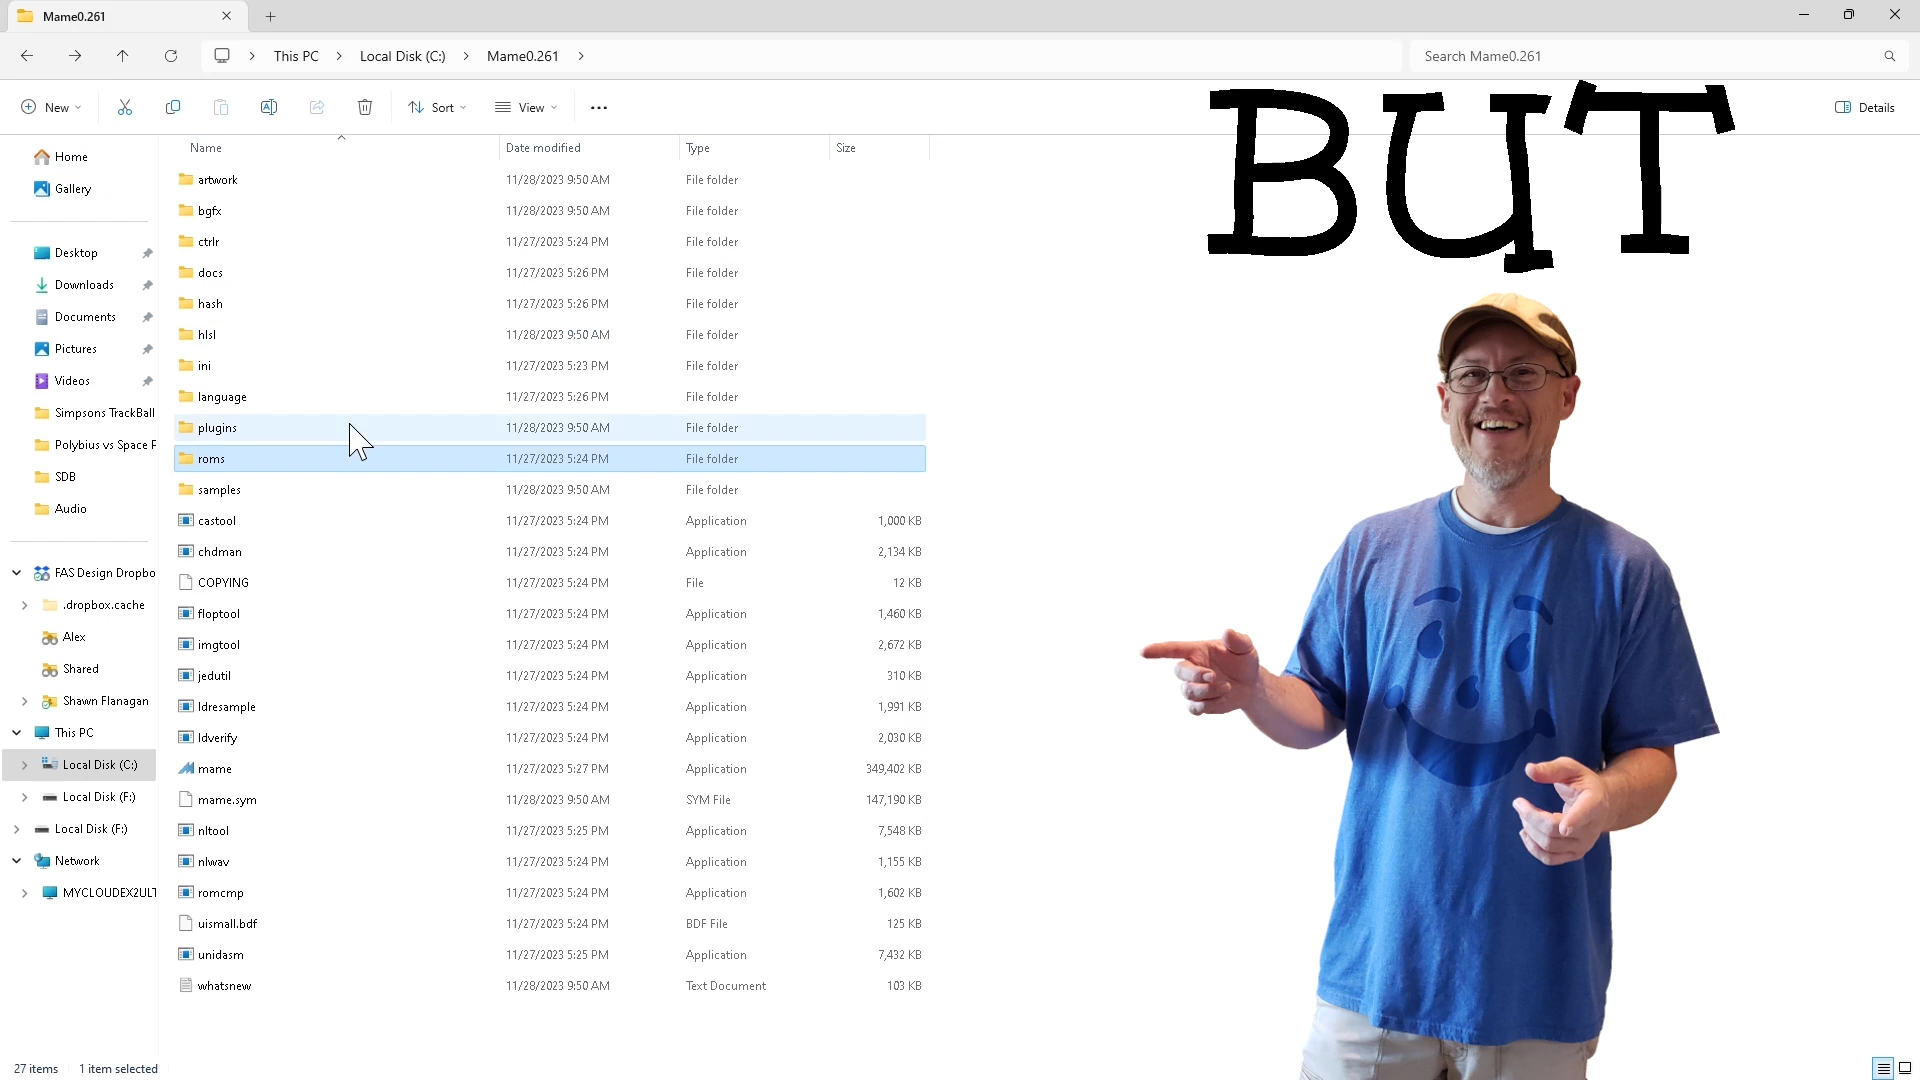 Mame0.261
This PC > Local Disk (C:) > Mame0.261 >
Search Mame0.261
New
Sort
View
Details
BUT
Home
Gallery
Desktop
Downloads
Documents
Pictures
Videos
Simpsons TrackBall
Polybius vs Space F
SDB
Audio
FAS Design Dropbo
.dropbox.cache
Alex
Shared
Shawn Flanagan
This PC
Local Disk (C:)
Local Disk (F:)
Local Disk (F:)
Network
MYCLOUDEX2ULT
Name Date modified Type Size
artwork 11/28/2023 9:50 AM File folder
bgfx 11/28/2023 9:50 AM File folder
ctrlr 11/27/2023 5:24 PM File folder
docs 11/27/2023 5:26 PM File folder
hash 11/27/2023 5:26 PM File folder
hlsl 11/28/2023 9:50 AM File folder
ini 11/27/2023 5:23 PM File folder
language 11/27/2023 5:26 PM File folder
plugins 11/28/2023 9:50 AM File folder
roms 11/27/2023 5:24 PM File folder
samples 11/28/2023 9:50 AM File folder
castool 11/27/2023 5:24 PM Application 1,000 KB
chdman 11/27/2023 5:24 PM Application 2,134 KB
COPYING 11/27/2023 5:24 PM File 12 KB
floptool 11/27/2023 5:24 PM Application 1,460 KB
imgtool 11/27/2023 5:24 PM Application 2,672 KB
jedutil 11/27/2023 5:24 PM Application 310 KB
ldresample 11/27/2023 5:24 PM Application 1,991 KB
ldverify 11/27/2023 5:24 PM Application 2,030 KB
mame 11/27/2023 5:27 PM Application 349,402 KB
mame.sym 11/28/2023 9:50 AM SYM File 147,190 KB
nltool 11/27/2023 5:25 PM Application 7,548 KB
nlwav 11/27/2023 5:24 PM Application 1,155 KB
romcmp 11/27/2023 5:24 PM Application 1,602 KB
uismall.bdf 11/27/2023 5:24 PM BDF File 125 KB
unidasm 11/27/2023 5:25 PM Application 7,432 KB
whatsnew 11/28/2023 9:50 AM Text Document 103 KB
27 items 1 item selected